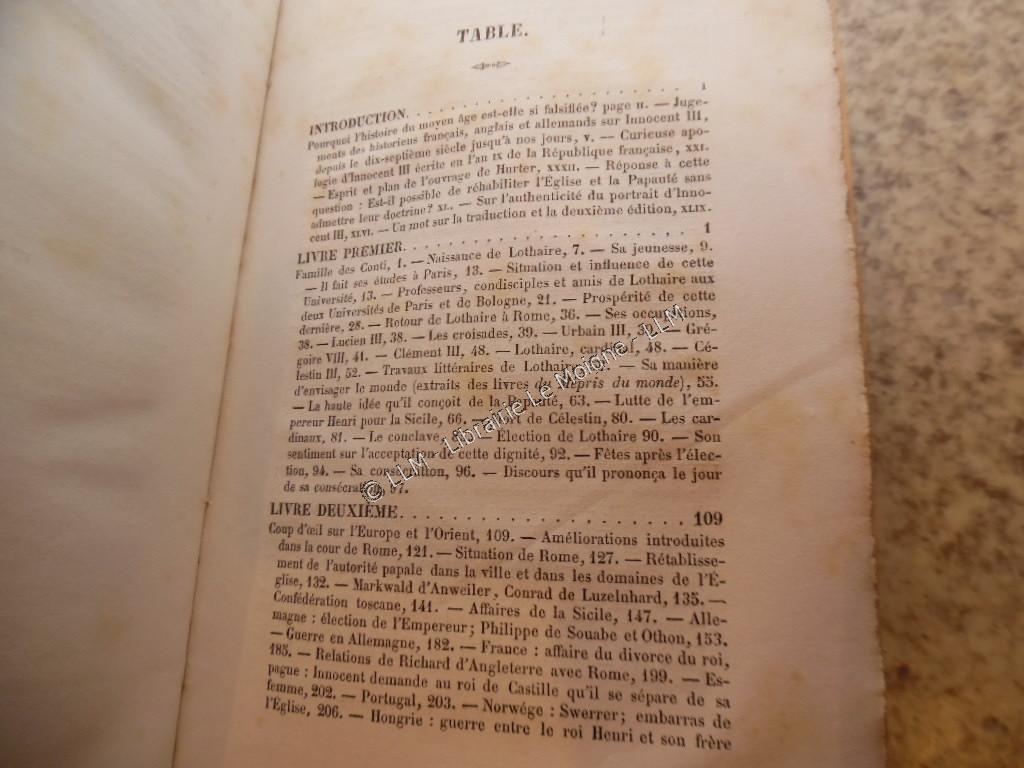 TABLE.
INTRODUCTION. . . . . . . . . . . . . . . . . . . . . I
Pourquoi l'histoire du moyen âge est-elle si falsifiée? page II. — Juge-
ments des historiens français, anglais et allemands sur Innocent III,
depuis le dix-septième siècle jusqu'à nos jours, V. — Curieuse apo-
logie d'Innocent III écrite en l'an IX de la République française, XXI.
— Esprit et plan de l'ouvrage de Hurter, XXXII. — Réponse à cette
question : Est-il possible de réhabiliter l'Église et la Papauté sans
admettre leur doctrine? XL. — Sur l'authenticité du portrait d'Inno-
cent III, XLVI. — Un mot sur la traduction et la deuxième édition, XLIX.
LIVRE PREMIER. . . . . . . . . . . . . . . . . . . . . 1
Famille des Conti, 1. — Naissance de Lothaire, 7. — Sa jeunesse, 9.
— Il fait ses études à Paris, 13. — Situation et influence de cette
Université, 13. — Professeurs, condisciples et amis de Lothaire aux
deux Universités de Paris et de Bologne, 21. — Prospérité de cette
dernière, 28. — Retour de Lothaire à Rome, 36. — Ses occupations,
38. — Lucien III, 38. — Les croisades, 39. — Urbain III, — Gré-
goire VIII, 41. — Clément III, 48. — Lothaire, cardinal, 48. — Cé-
lestin III, 52. — Travaux littéraires de Lothaire — Sa manière
d'envisager le monde (extraits des livres du Mépris du monde), 55.
— La haute idée qu'il conçoit de la Papauté, 63. — Lutte de l'em-
pereur Henri pour la Sicile, 66. — Mort de Célestin, 80. — Les car-
dinaux, 81. — Le conclave, — Élection de Lothaire 90. — Son
sentiment sur l'acceptation de cette dignité, 92. — Fêtes après l'élec-
tion, 94. — Sa consécration, 96. — Discours qu'il prononça le jour
de sa consécration, 97.
LIVRE DEUXIÈME. . . . . . . . . . . . . . . . . . . . . 109
Coup d'œil sur l'Europe et l'Orient, 109. — Améliorations introduites
dans la cour de Rome, 121. — Situation de Rome, 127. — Rétablisse-
ment de l'autorité papale dans la ville et dans les domaines de l'É-
glise, 132. — Markwald d'Anweiler, Conrad de Luzelnhard, 135. —
Confédération toscane, 141. — Affaires de la Sicile, 147. — Alle-
magne : élection de l'Empereur; Philippe de Souabe et Othon, 153.
— Guerre en Allemagne, 182. — France : affaire du divorce du roi,
185. — Relations de Richard d'Angleterre avec Rome, 199. — Es-
pagne : Innocent demande au roi de Castille qu'il se sépare de sa
femme, 202. — Portugal, 203. — Norwége : Swerrer; embarras de
l'Église, 206. — Hongrie : guerre entre le roi Henri et son frère
© LLM - Librairie Le Moîone - LLM